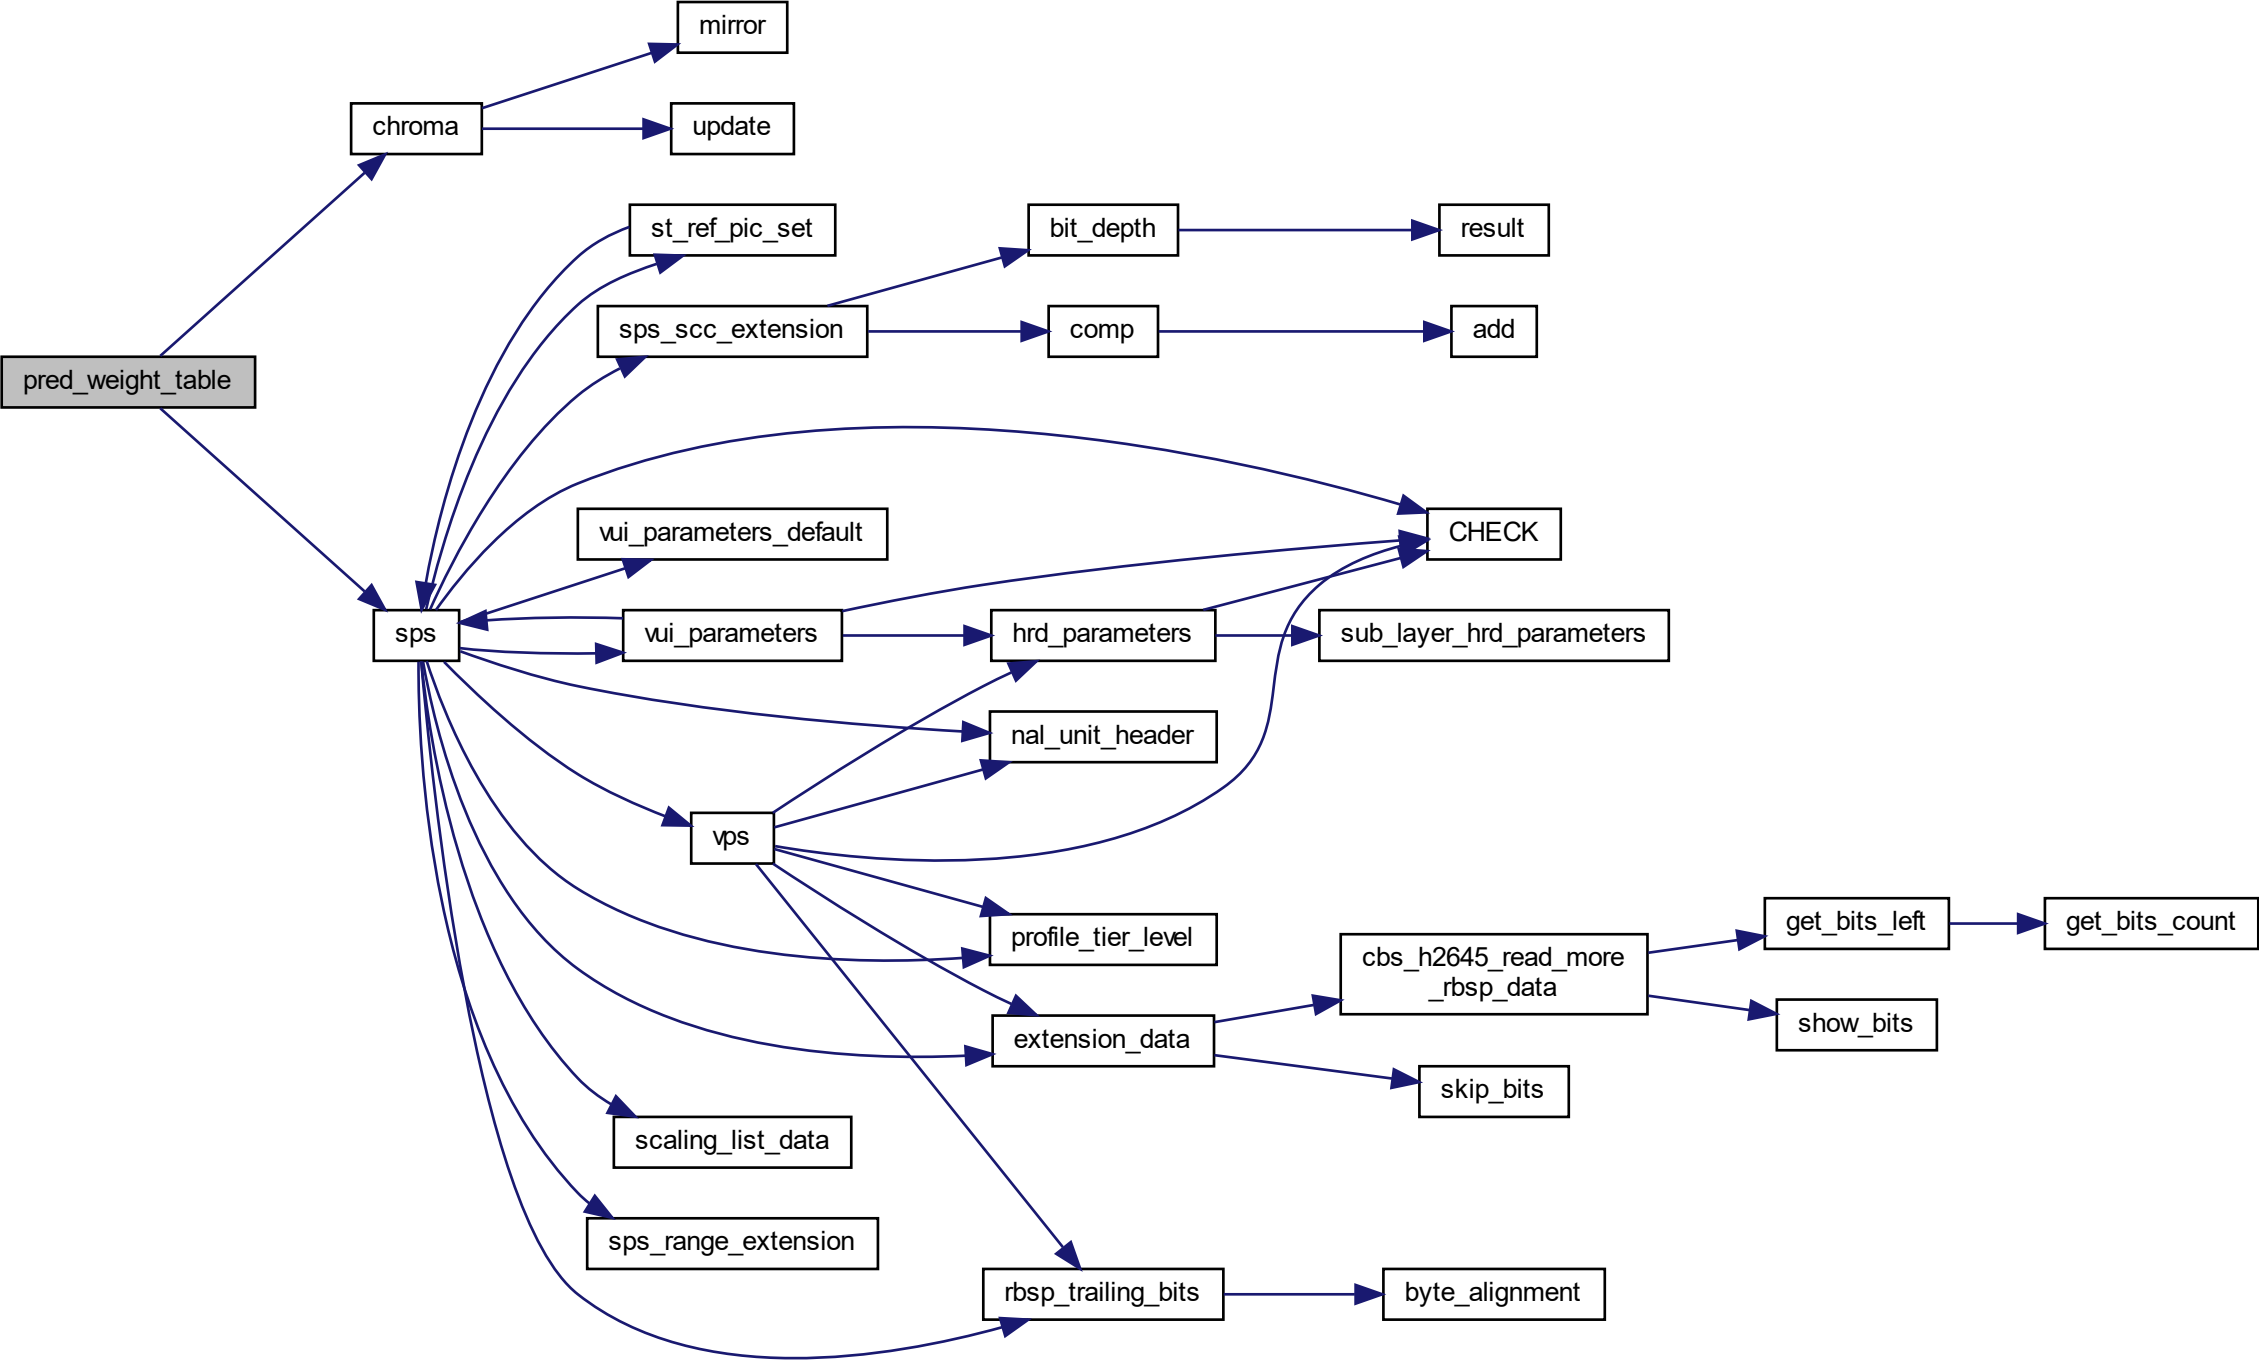 mirror
chroma
update
st_ref_pic_set
bit_depth
result
sps_scc_extension
comp
add
pred_weight_table
vui_parameters_default
CHECK
sps
vui_parameters
hrd_parameters
sub_layer_hrd_parameters
nal_unit_header
vps
profile_tier_level
cbs_h2645_read_more
_rbsp_data
get_bits_left
get_bits_count
extension_data
show_bits
skip_bits
scaling_list_data
sps_range_extension
rbsp_trailing_bits
byte_alignment